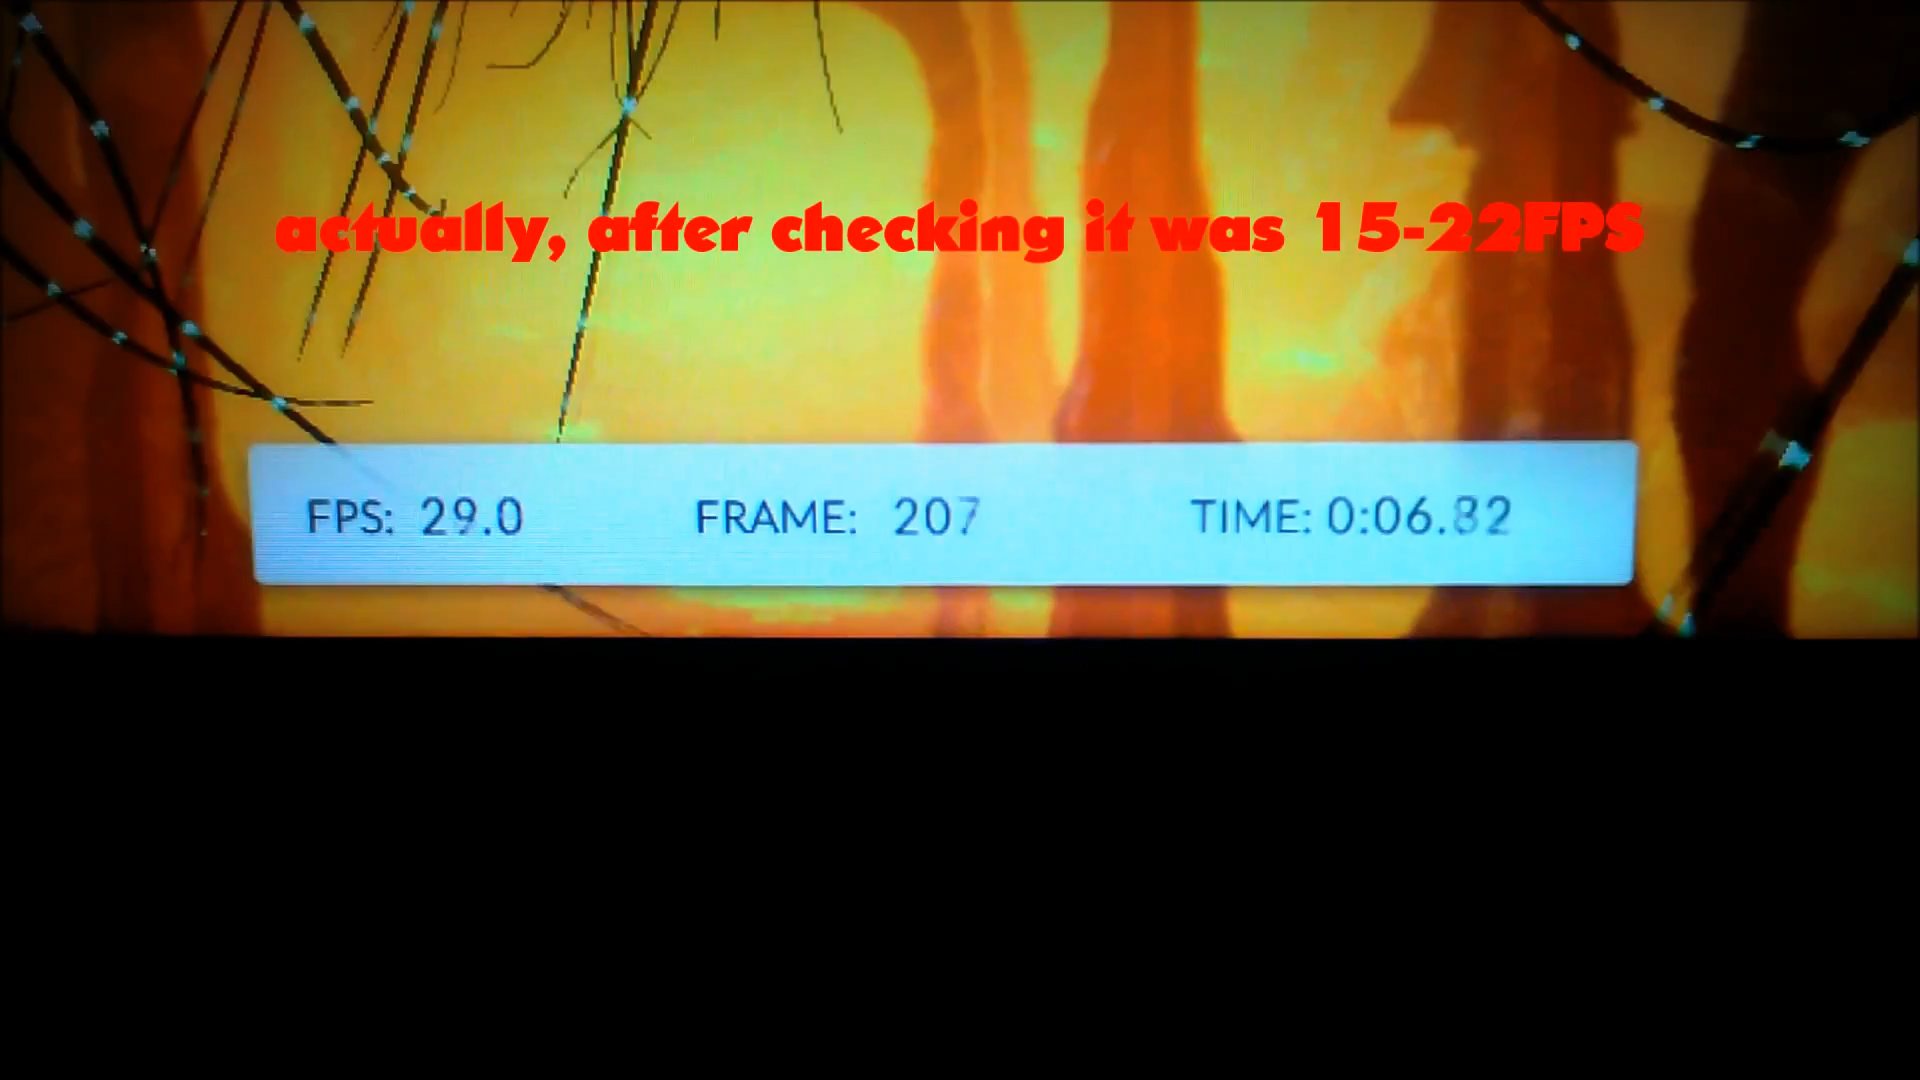 actually, after checking it was 15-22FPS
FPS: 29.0 FRAME: 207 TIME: 0:06.82